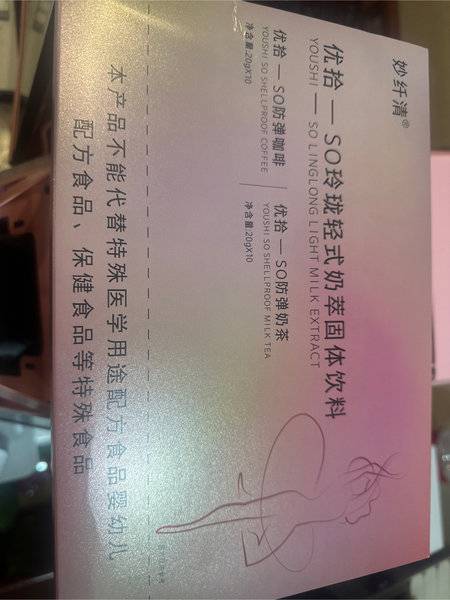 妙纤清®
优拾 — SO玲珑轻式奶萃固体饮料
YOUSHI — SO LINGLONG LIGHT MILK EXTRACT
优拾 — SO防弹咖啡
YOUSHI SO SHELLPROOF COFFEE
净含量:20gX10
优拾 — SO防弹奶茶
YOUSHI SO SHELLPROOF MILK TEA
净含量:20gX10
本产品不能代替特殊医学用途配方食品婴幼儿
配方食品、保健食品等特殊食品